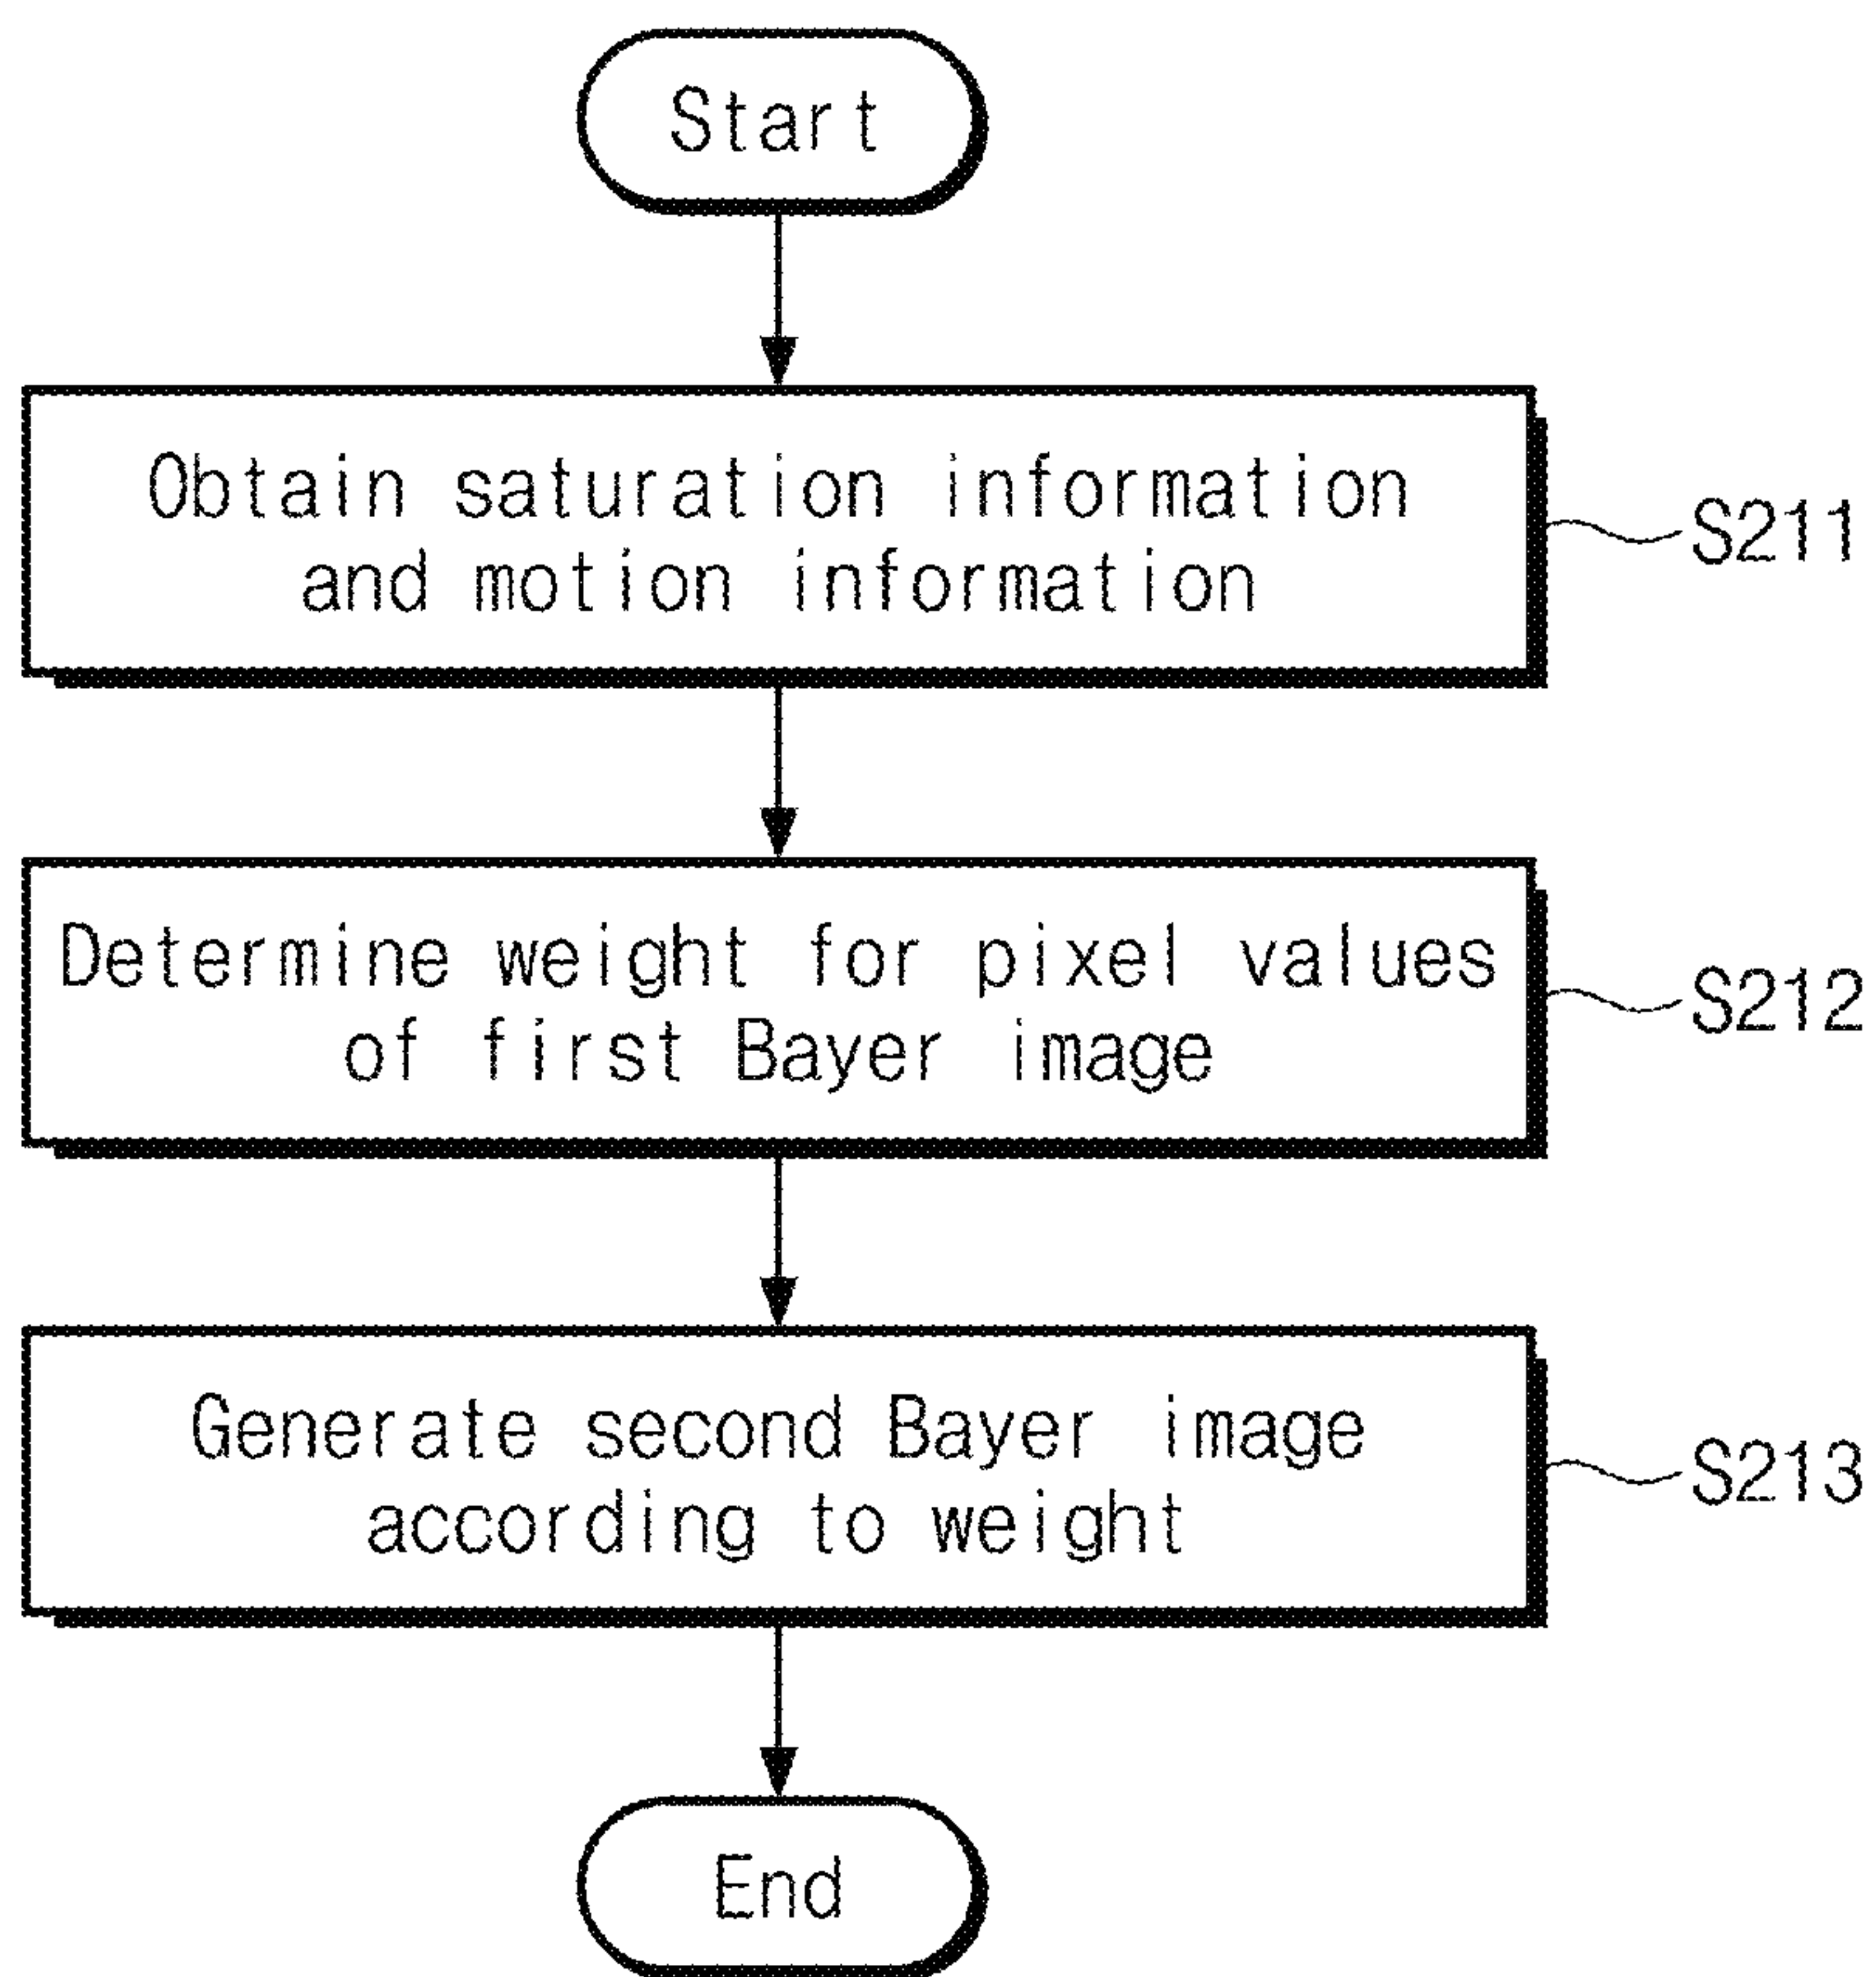 Start
Obtain saturation information
and motion information
S211
Determine weight for pixel values
of first Bayer image
S212
Generate second Bayer image
according to weight
S213
End